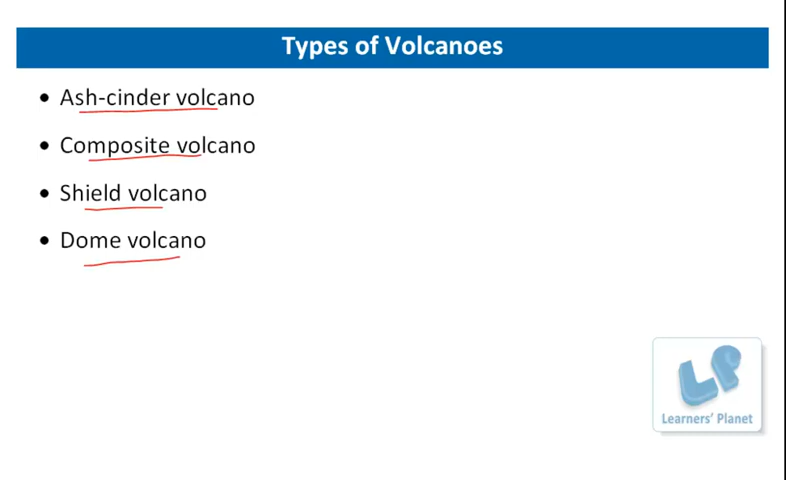 Types of Volcanoes
• Ash-cinder volcano
• Composite volcano
• Shield volcano
• Dome volcano
LP
Learners' Planet